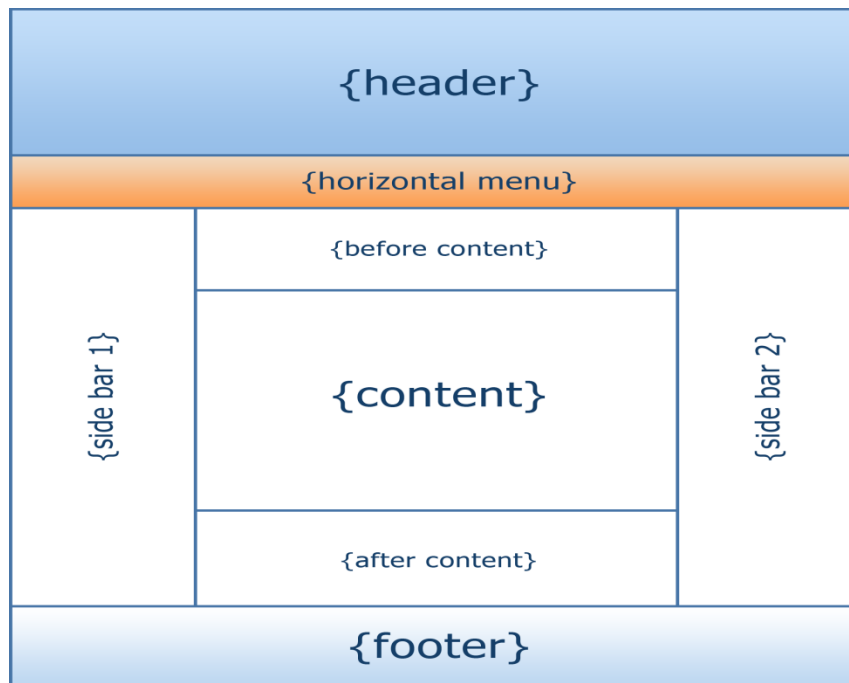 {header}
{horizontal menu}
{side bar 1}
{before content}
{content}
{after content}
{side bar 2}
{footer}